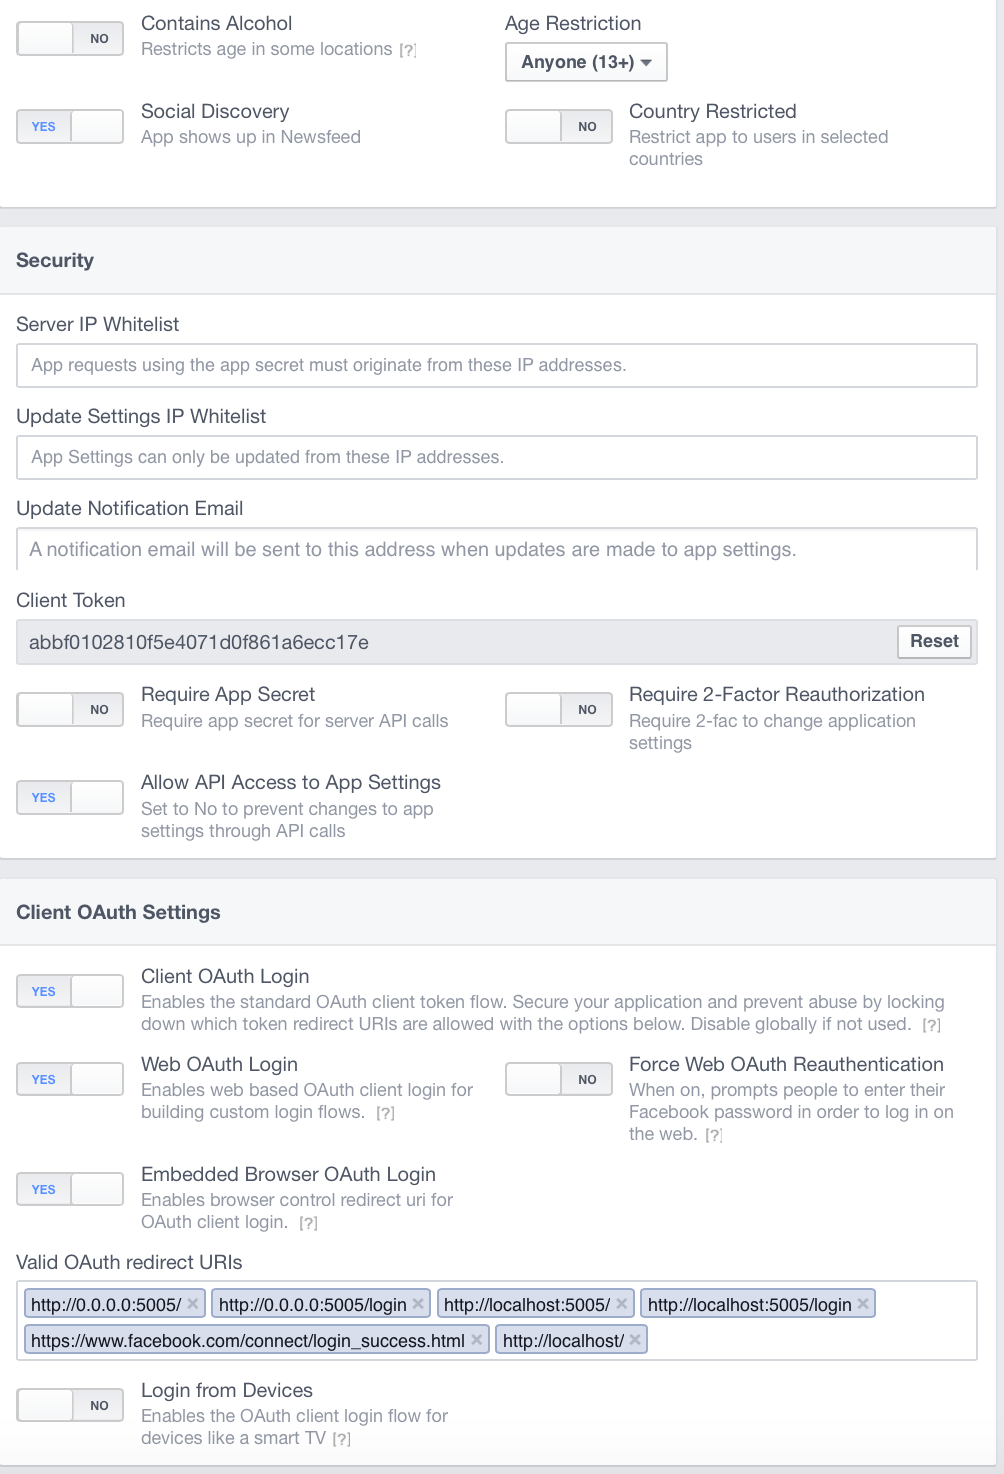 Contains Alcohol
NO
Restricts age in some locations [?]
Age Restriction
Anyone (13+)
Social Discovery
YES
App shows up in Newsfeed
Country Restricted
NO
Restrict app to users in selected
countries
Security
Server IP Whitelist
App requests using the app secret must originate from these IP addresses.
Update Settings IP Whitelist
App Settings can only be updated from these IP addresses.
Update Notification Email
A notification email will be sent to this address when updates are made to app settings.
Client Token
abbf0102810f5e4071d0f861a6ecc17e
Reset
Require App Secret
NO
Require app secret for server API calls
Require 2-Factor Reauthorization
NO
Require 2-fac to change application
settings
Allow API Access to App Settings
YES
Set to No to prevent changes to app
settings through API calls
Client OAuth Settings
Client OAuth Login
YES
Enables the standard OAuth client token flow. Secure your application and prevent abuse by locking
down which token redirect URIs are allowed with the options below. Disable globally if not used. [?]
Web OAuth Login
YES
Enables web based OAuth client login for
building custom login flows. [?]
Force Web OAuth Reauthentication
NO
When on, prompts people to enter their
Facebook password in order to log in on
the web. [?]
Embedded Browser OAuth Login
YES
Enables browser control redirect uri for
OAuth client login. [?]
Valid OAuth redirect URIs
http://0.0.0.0:5005/ × http://0.0.0.0:5005/login × http://localhost:5005/ × http://localhost:5005/login ×
https://www.facebook.com/connect/login_success.html × http://localhost/ ×
Login from Devices
NO
Enables the OAuth client login flow for
devices like a smart TV [?]